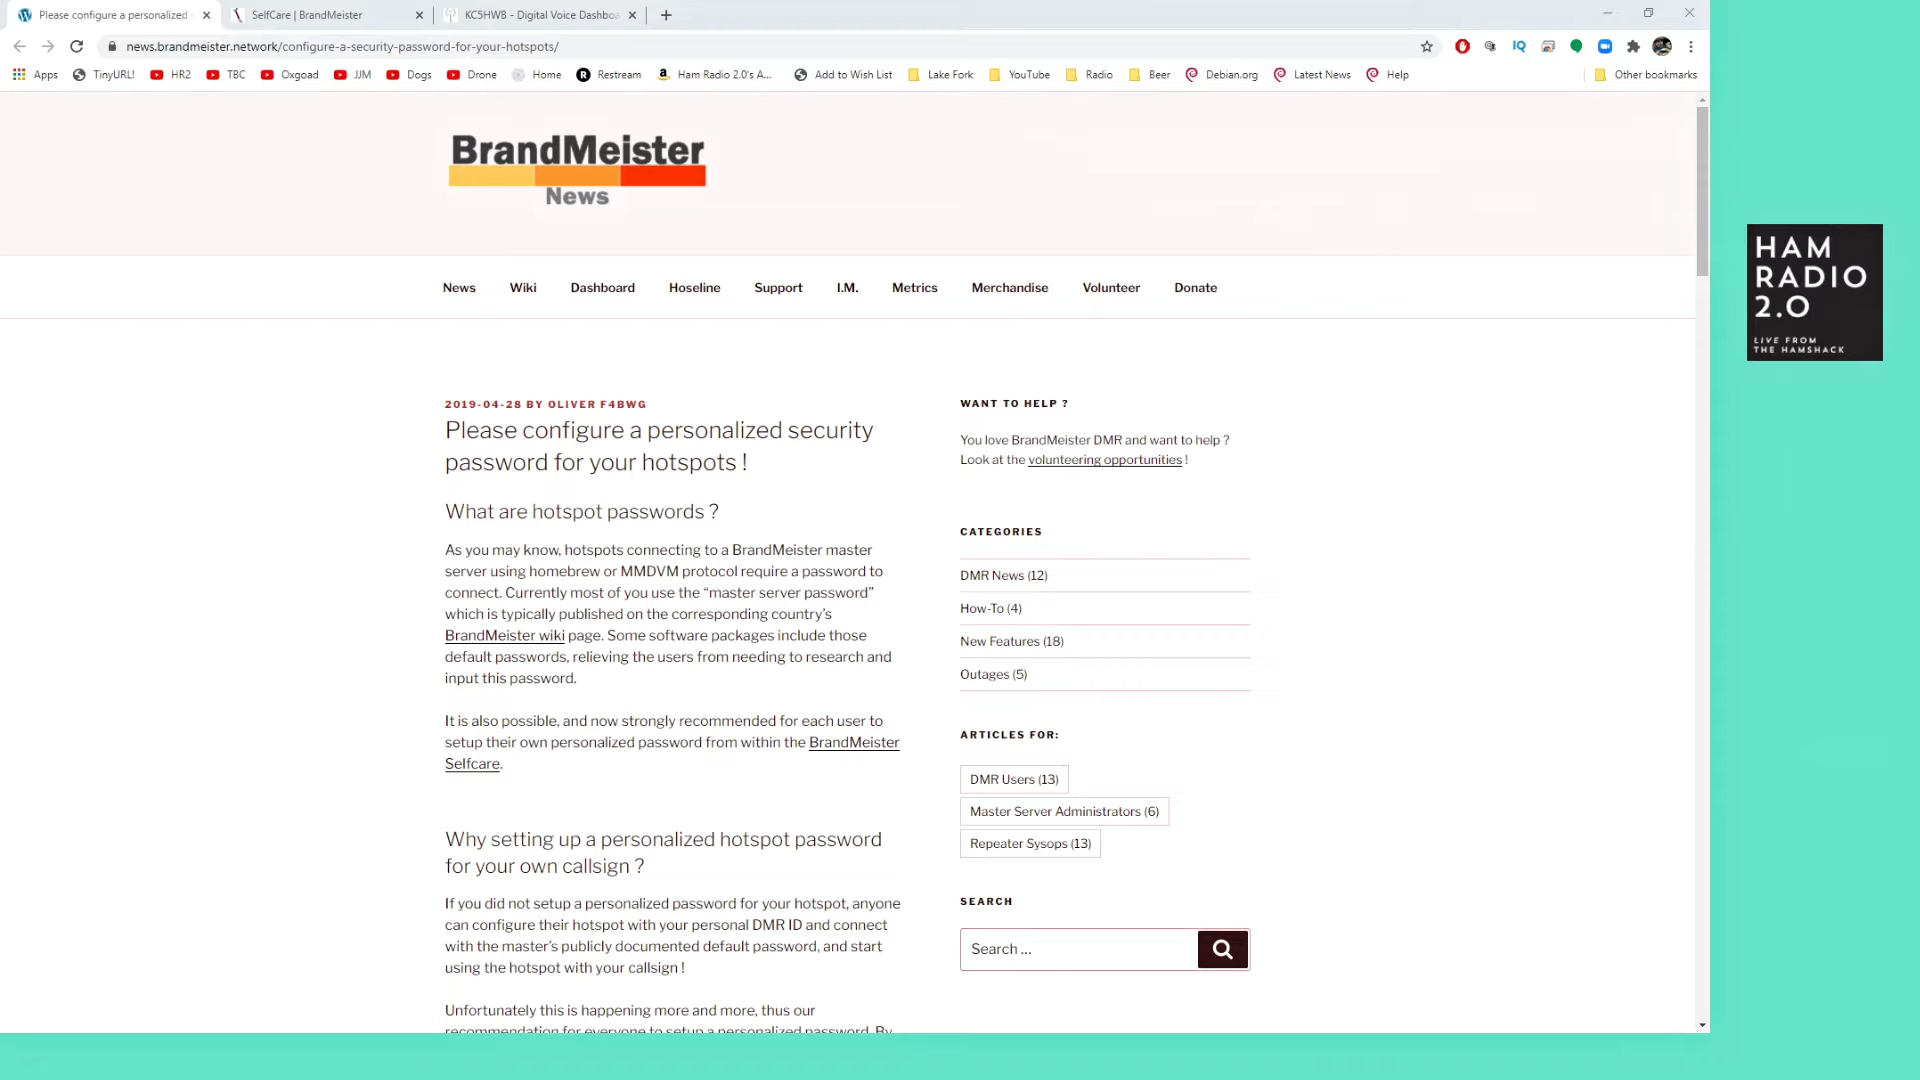 Please configure a personalized
SelfCare | BrandMeister
KC5HWB - Digital Voice Dashbo
news.brandmeister.network/configure-a-security-password-for-your-hotspots/
IQ
Apps
TinyURL!
HR2
TBC
Oxgoad
JJM
Dogs
Drone
Home
R
Restream
a
Ham Radio 2.0's A...
Add to Wish List
Lake Fork
YouTube
Radio
Beer
Debian.org
Latest News
Help
Other bookmarks
BrandMeister
News
News
Wiki
Dashboard
Hoseline
Support
I.M.
Metrics
Merchandise
Volunteer
Donate
HAM
RADIO
2.0
LIVE FROM
THE HAMSHACK
2019-04-28 BY OLIVER F4BWG
Please configure a personalized security
password for your hotspots !
What are hotspot passwords ?
As you may know, hotspots connecting to a BrandMeister master
server using homebrew or MMDVM protocol require a password to
connect. Currently most of you use the “master server password”
which is typically published on the corresponding country’s
BrandMeister wiki page. Some software packages include those
default passwords, relieving the users from needing to research and
input this password.
It is also possible, and now strongly recommended for each user to
setup their own personalized password from within the BrandMeister
Selfcare.
Why setting up a personalized hotspot password
for your own callsign ?
If you did not setup a personalized password for your hotspot, anyone
can configure their hotspot with your personal DMR ID and connect
with the master’s publicly documented default password, and start
using the hotspot with your callsign !
Unfortunately this is happening more and more, thus our
recommendation for everyone to setup a personalized password. By
WANT TO HELP ?
You love BrandMeister DMR and want to help ?
Look at the volunteering opportunities !
CATEGORIES
DMR News (12)
How-To (4)
New Features (18)
Outages (5)
ARTICLES FOR:
DMR Users (13)
Master Server Administrators (6)
Repeater Sysops (13)
SEARCH
Search ...